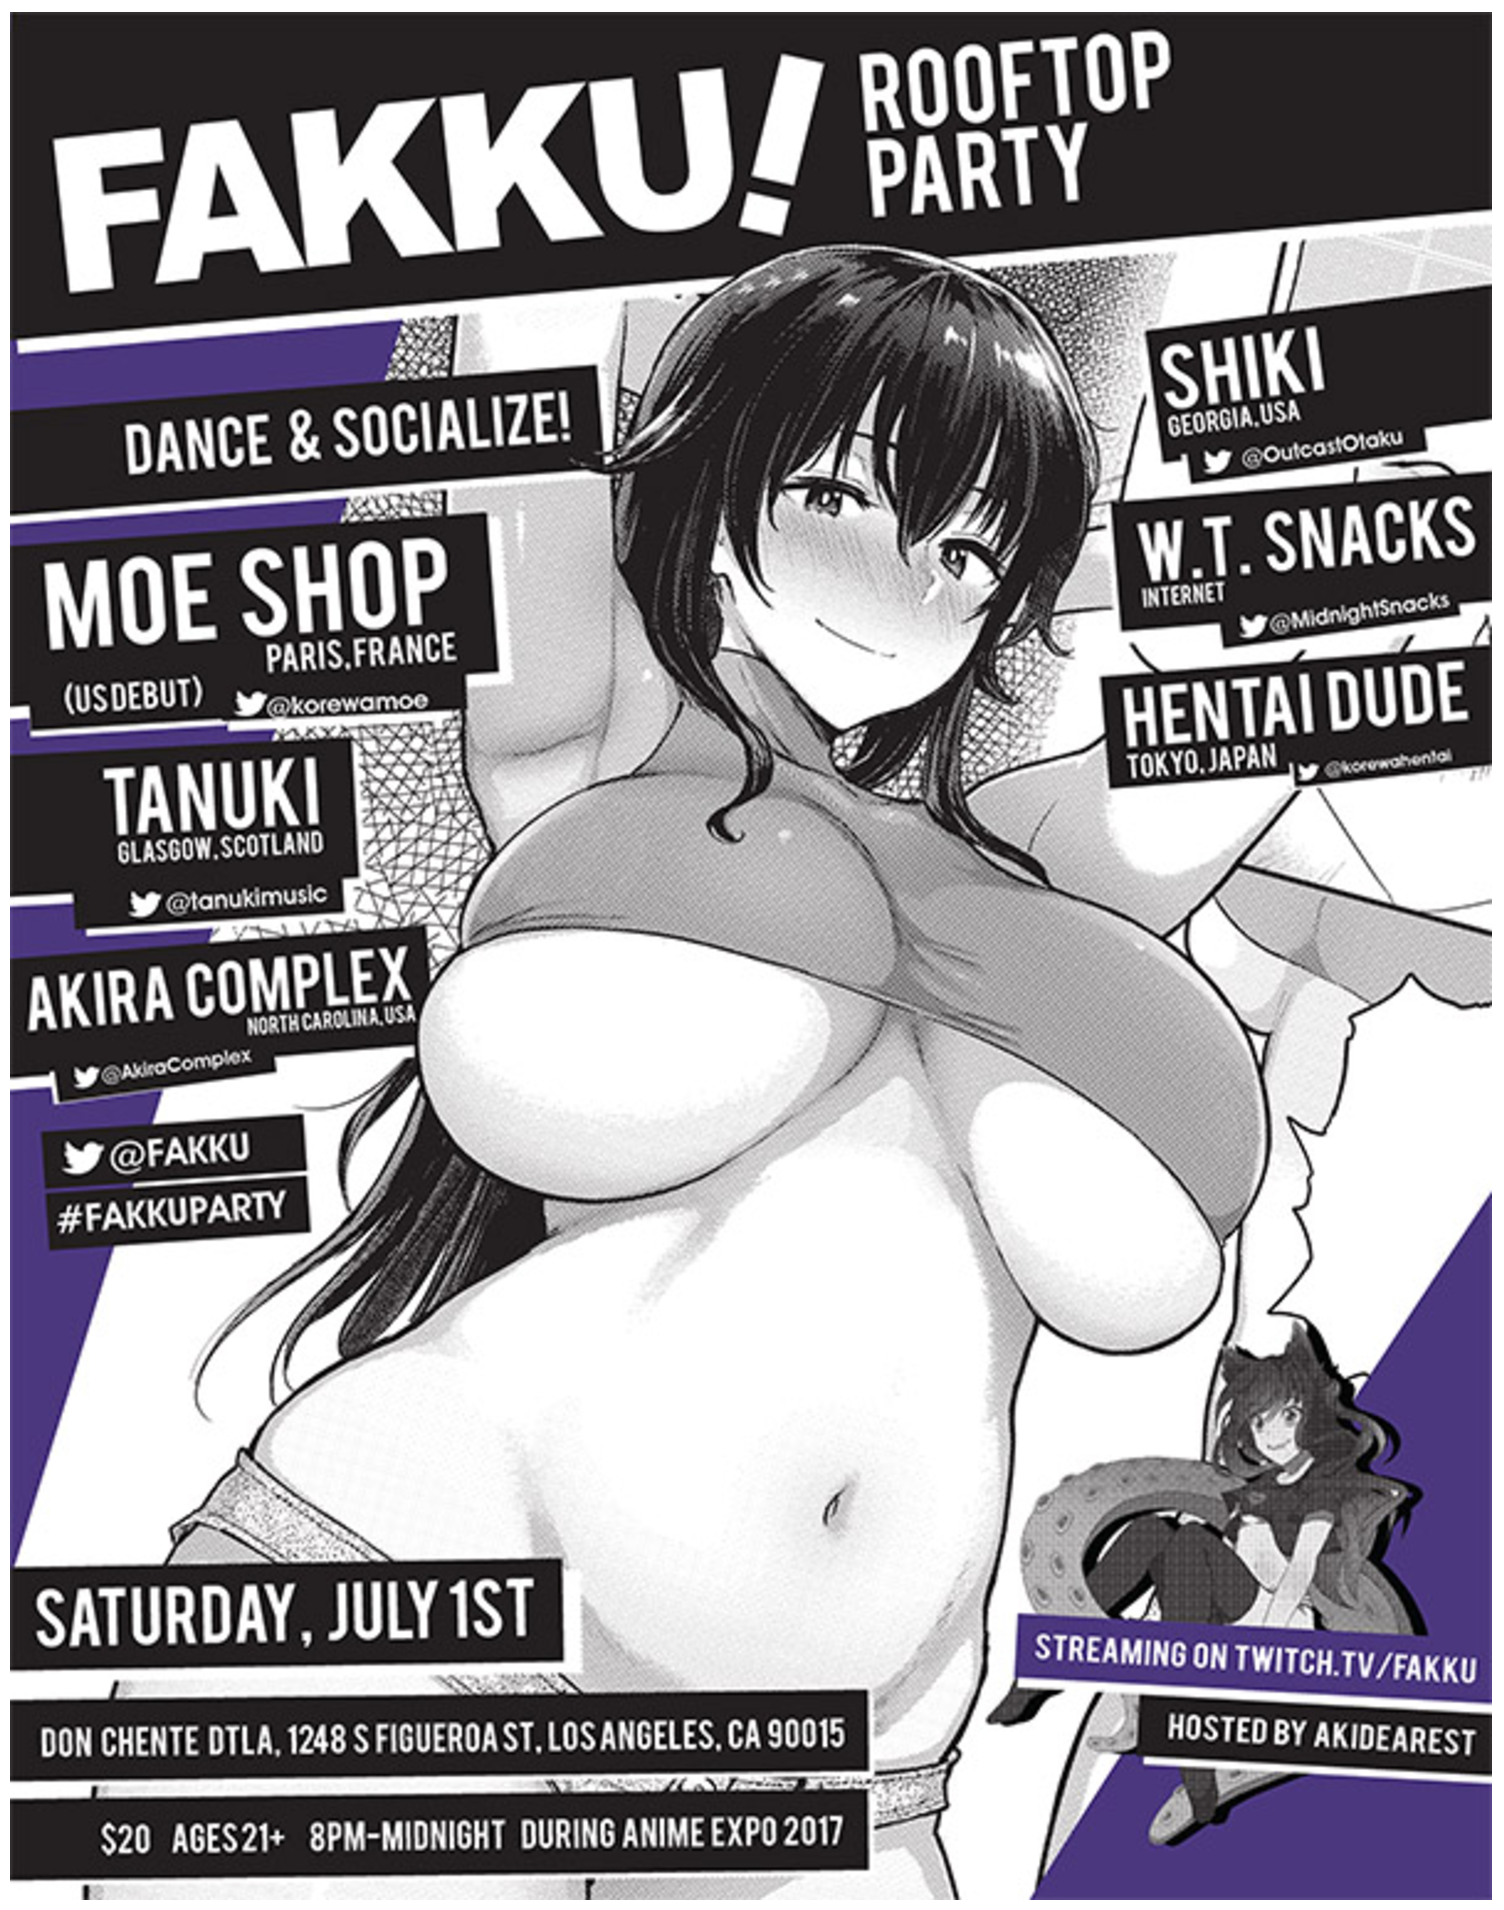 FAKKU!
ROOFTOP
PARTY
DANCE & SOCIALIZE!
MOE SHOP
PARIS, FRANCE
(US DEBUT)
@korewamoe
TANUKI
GLASGOW, SCOTLAND
@tanukimusic
AKIRA COMPLEX
NORTH CAROLINA, USA
@AkiraComplex
@FAKKU
#FAKKUPARTY
SHIKI
GEORGIA, USA
@OutcastOtaku
W.T. SNACKS
INTERNET
@MidnightSnacks
HENTAI DUDE
TOKYO, JAPAN
@korewahentai
SATURDAY, JULY 1ST
DON CHENTE DTLA, 1248 S FIGUEROA ST, LOS ANGELES, CA 90015
$20 AGES 21+ 8PM-MIDNIGHT DURING ANIME EXPO 2017
STREAMING ON TWITCH.TV/FAKKU
HOSTED BY AKIDEAREST